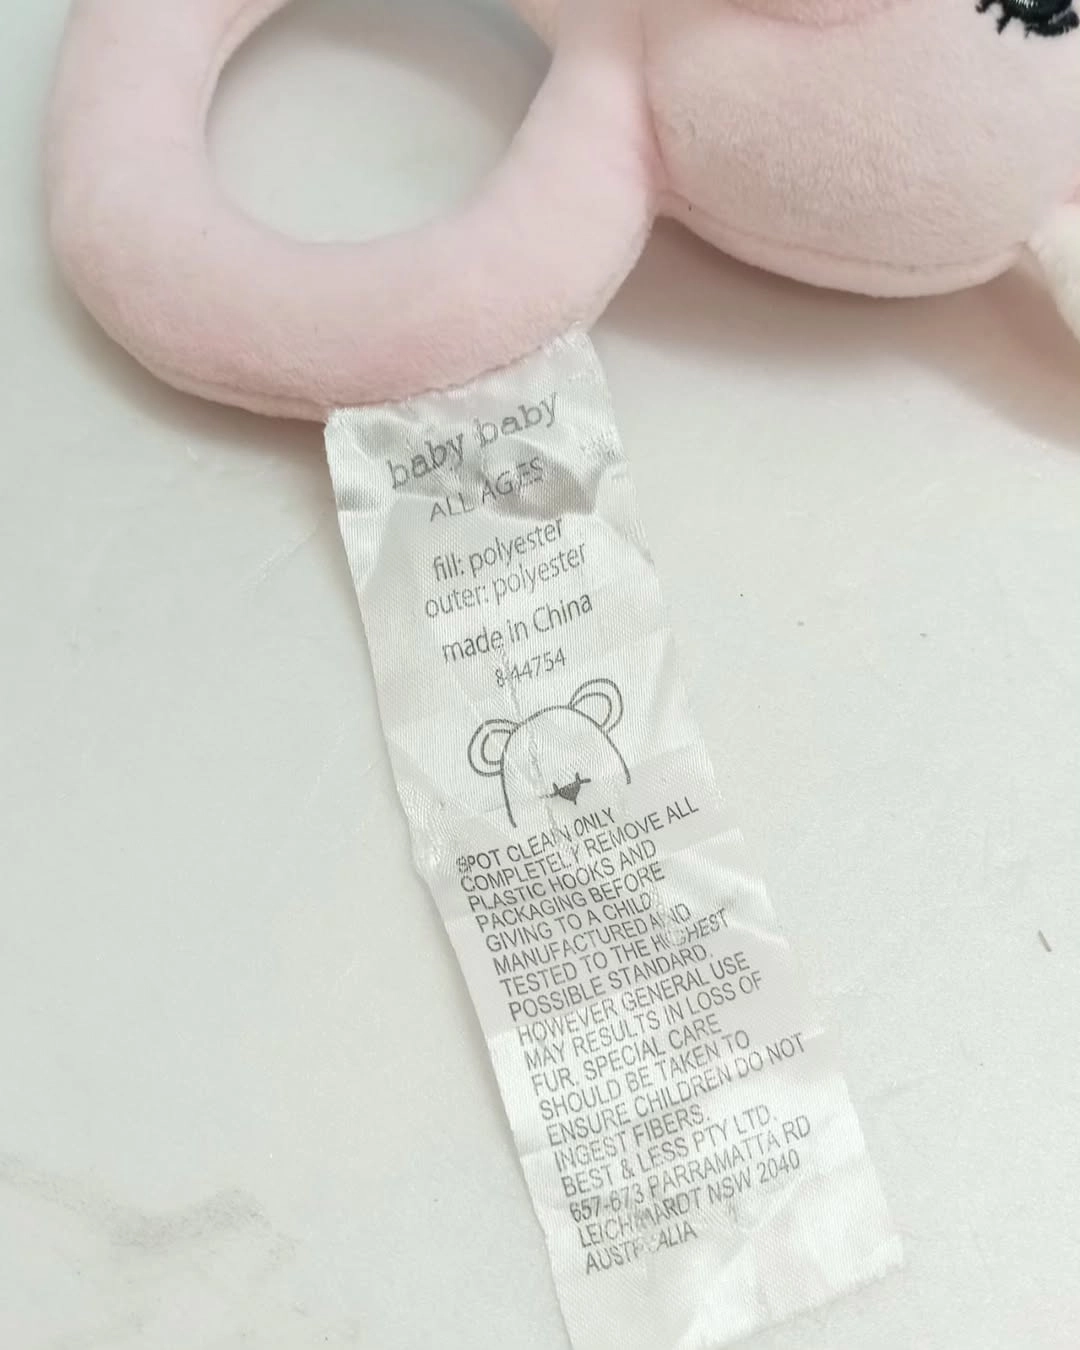 baby baby
ALL AGES
fill: polyester
outer: polyester
made in China
844754
SPOT CLEAN ONLY
COMPLETELY REMOVE ALL
PLASTIC HOOKS AND
PACKAGING BEFORE
GIVING TO A CHILD
MANUFACTURED AND
TESTED TO THE HIGHEST
POSSIBLE STANDARD.
HOWEVER GENERAL USE
MAY RESULTS IN LOSS OF
FUR. SPECIAL CARE
SHOULD BE TAKEN TO
ENSURE CHILDREN DO NOT
INGEST FIBERS.
BEST & LESS PTY LTD.
657-673 PARRAMATTA RD
LEICHHARDT NSW 2040
AUSTRALIA